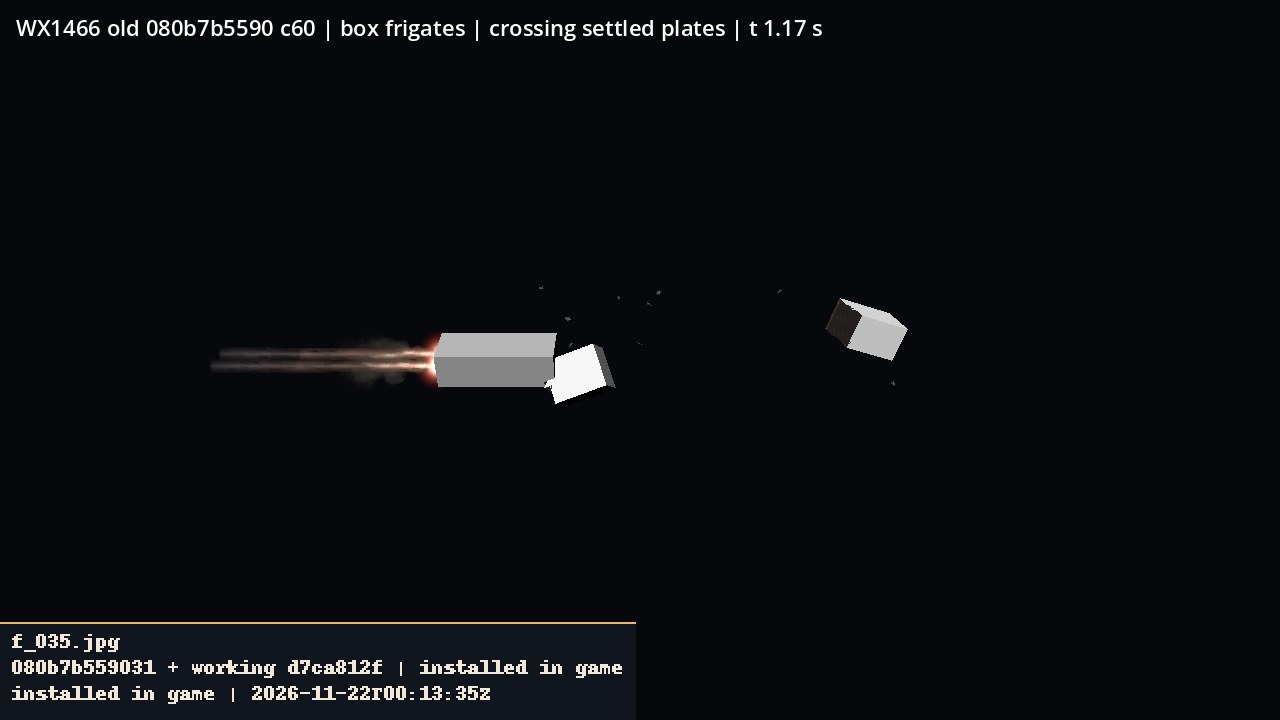 WX1466 old 080b7b5590 c60 | box frigates | crossing settled plates | t 1.17 s
f_035.jpg
080b7b559031 + working d7ca812f | installed in game
installed in game | 2026-11-22T00:13:35Z